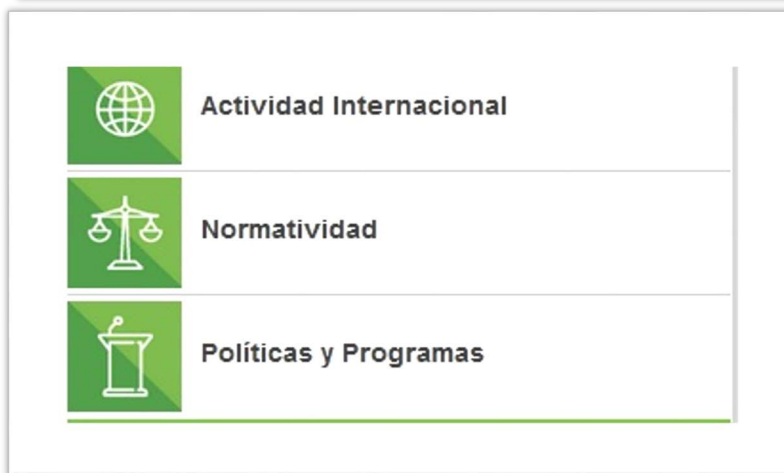 Actividad Internacional
Normatividad
Políticas y Programas